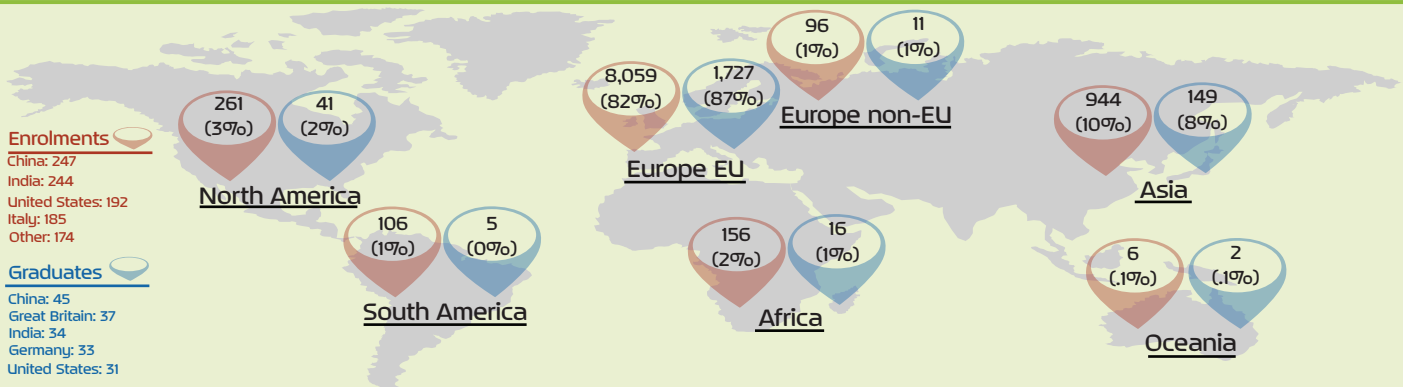 96
(1%)
11
(1%)
Europe non-EU
8,059
(82%)
1,727
(87%)
Europe EU
261
(3%)
41
(2%)
North America
944
(10%)
149
(8%)
Asia
Enrolments
China: 247
India: 244
United States: 192
Italy: 185
Other: 174
106
(1%)
5
(0%)
South America
156
(2%)
16
(1%)
Africa
6
(.1%)
2
(.1%)
Oceania
Graduates
China: 45
Great Britain: 37
India: 34
Germany: 33
United States: 31